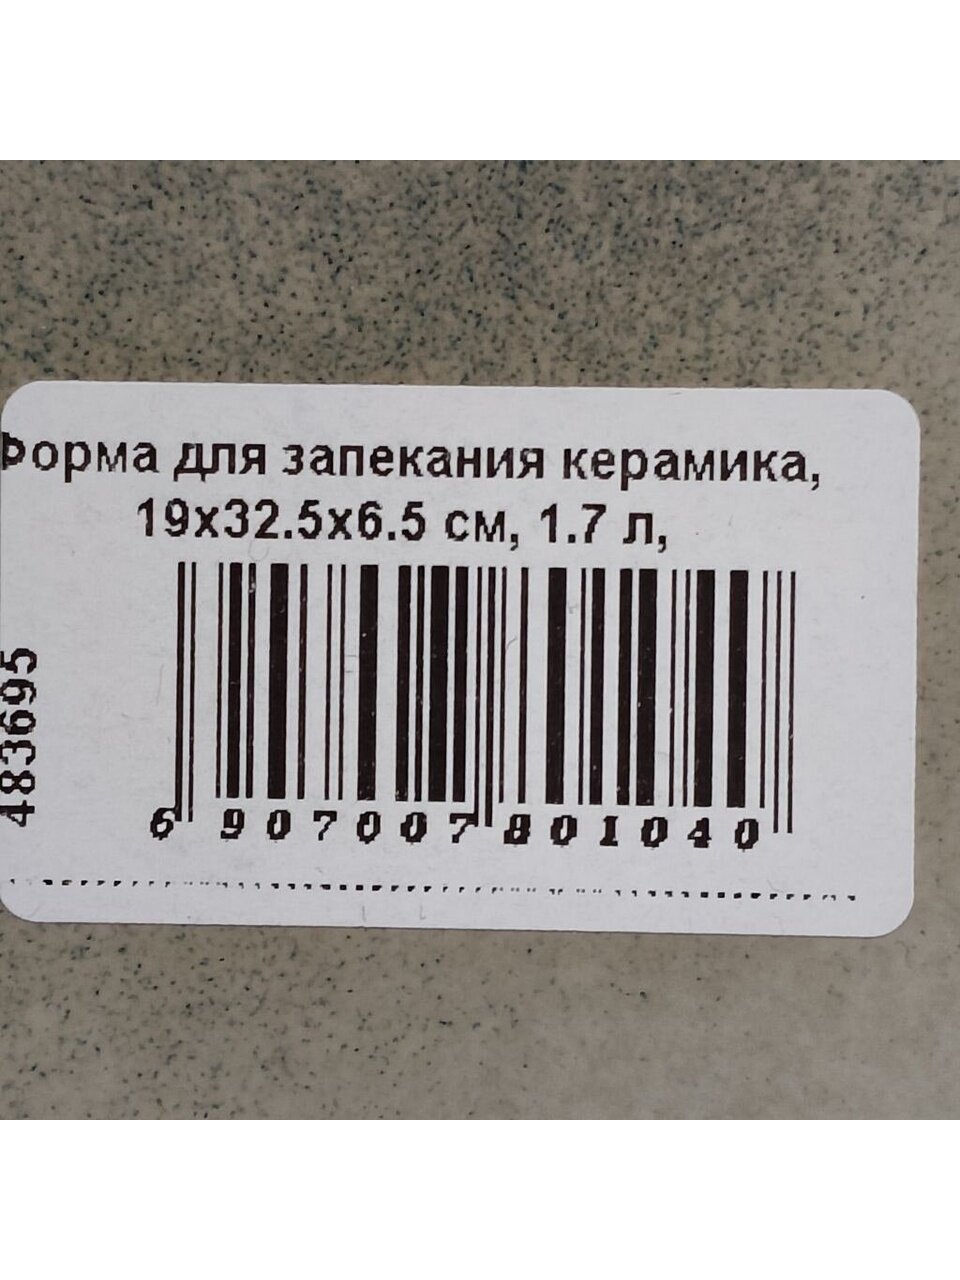 Форма для запекания керамика,
19x32.5x6.5 см, 1.7 л,
483695
6 907007 801040